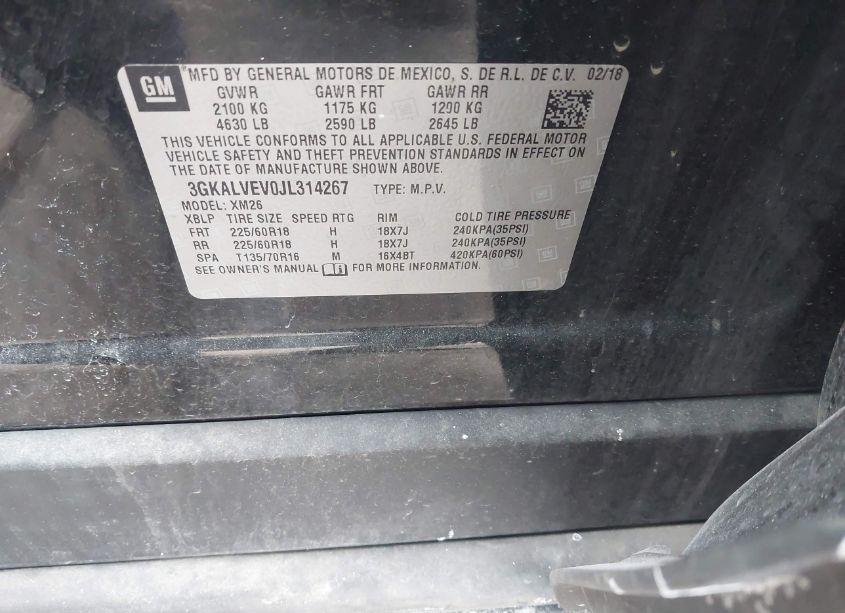 GM
MFD BY GENERAL MOTORS DE MEXICO, S. DE R.L. DE C.V. 02/18
GVWR GAWR FRT GAWR RR
2100 KG 1175 KG 1290 KG
4630 LB 2590 LB 2645 LB
THIS VEHICLE CONFORMS TO ALL APPLICABLE U.S. FEDERAL MOTOR
VEHICLE SAFETY AND THEFT PREVENTION STANDARDS IN EFFECT ON
THE DATE OF MANUFACTURE SHOWN ABOVE.
3GKALVEV0JL314267 TYPE: M.P.V.
MODEL: XM26
XBLP TIRE SIZE SPEED RTG RIM COLD TIRE PRESSURE
FRT 225/60R18 H 18X7J 240KPA(35PSI)
RR 225/60R18 H 18X7J 240KPA(35PSI)
SPA T135/70R16 M 16X4BT 420KPA(60PSI)
SEE OWNER'S MANUAL FOR MORE INFORMATION.